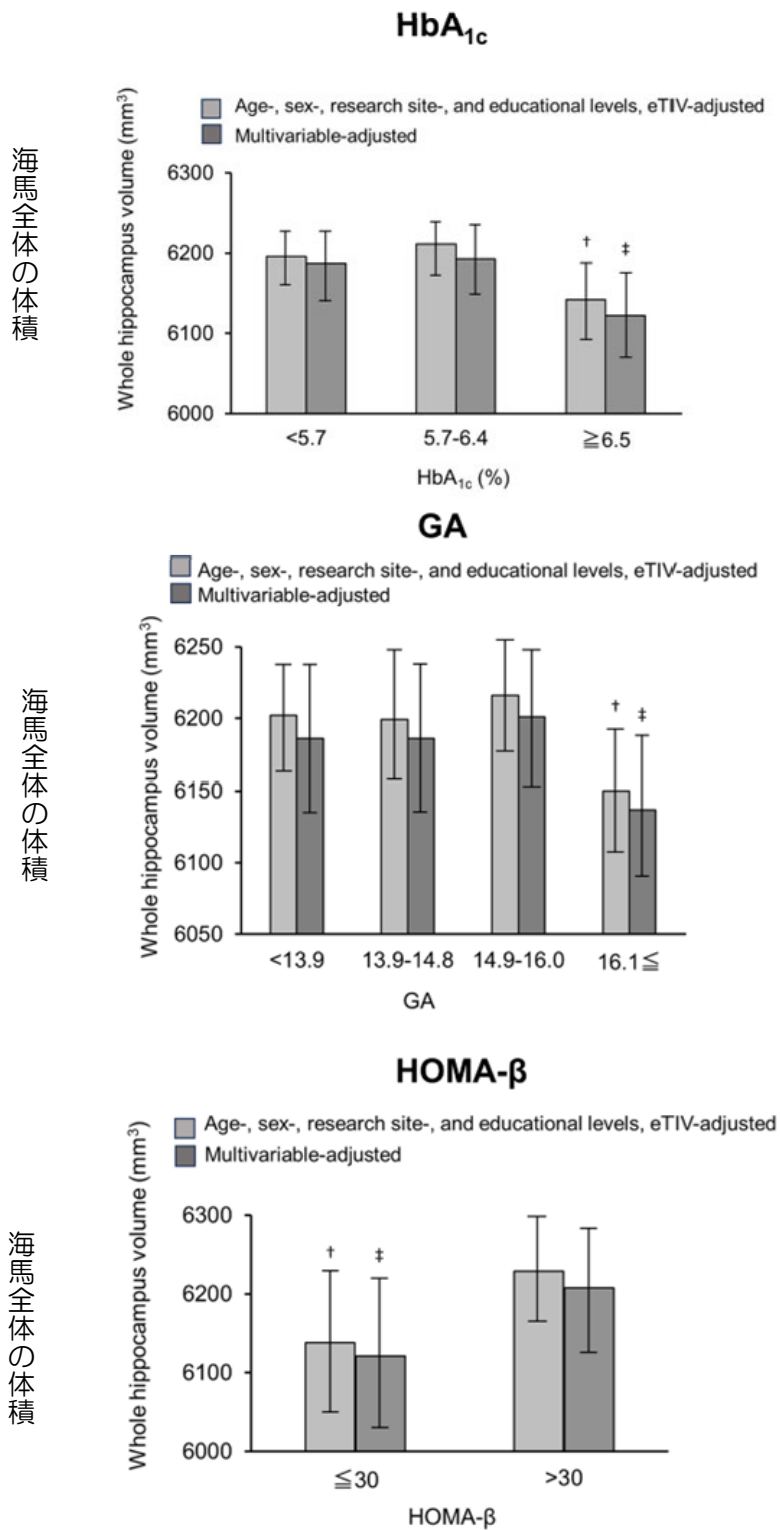 HbA1c
Age-, sex-, research site-, and educational levels, eTIV-adjusted
Multivariable-adjusted
海馬全体の体積
Whole hippocampus volume (mm3)
6300
6200
6100
6000
† ‡
<5.7 5.7-6.4 ≧6.5
HbA1c (%)
GA
Age-, sex-, research site-, and educational levels, eTIV-adjusted
Multivariable-adjusted
海馬全体の体積
Whole hippocampus volume (mm3)
6250
6200
6150
6100
6050
† ‡
<13.9 13.9-14.8 14.9-16.0 16.1≦
GA
HOMA-β
Age-, sex-, research site-, and educational levels, eTIV-adjusted
Multivariable-adjusted
海馬全体の体積
Whole hippocampus volume (mm3)
6300
6200
6100
6000
† ‡
≦30 >30
HOMA-β